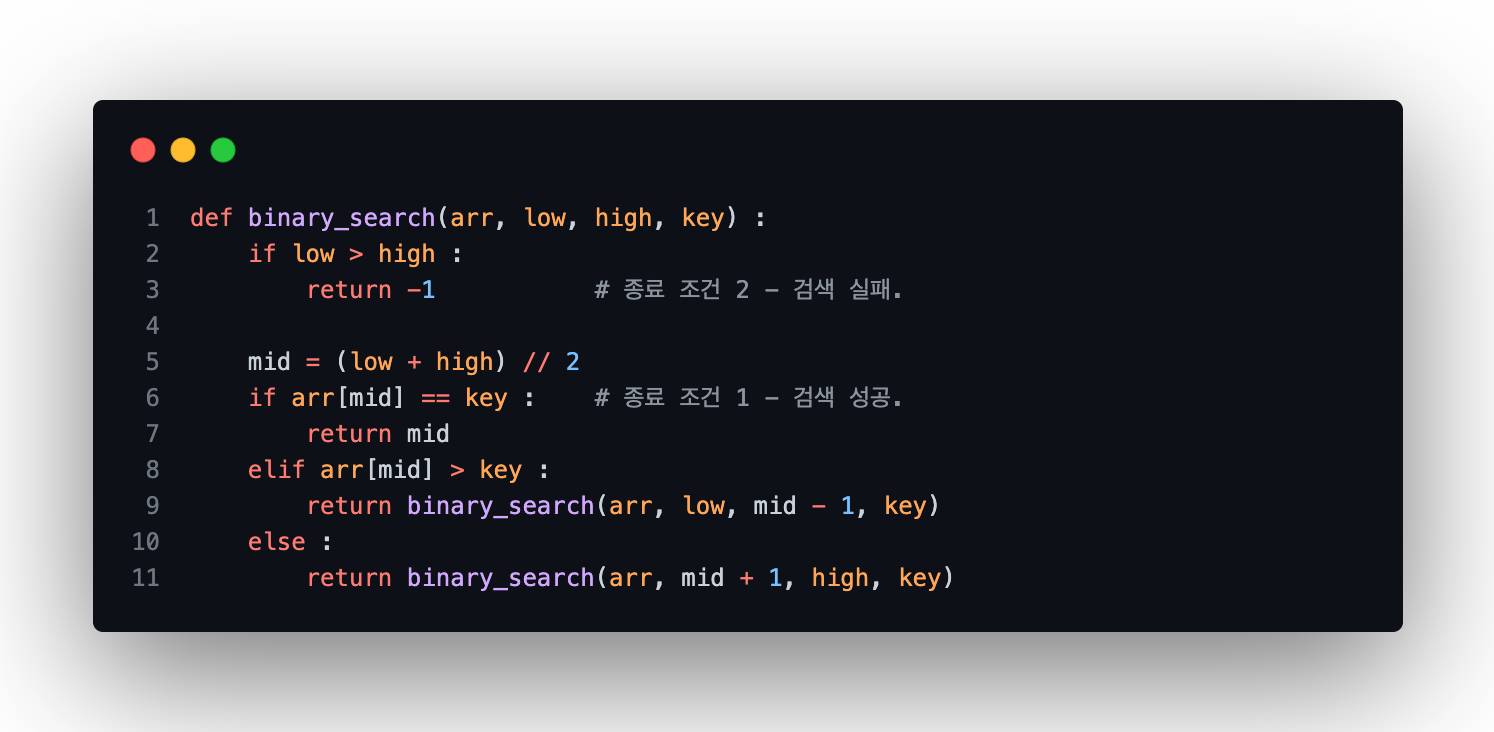 1 def binary_search(arr, low, high, key) :
2     if low > high :
3         return -1           # 종료 조건 2 - 검색 실패.
4
5     mid = (low + high) // 2
6     if arr[mid] == key :    # 종료 조건 1 - 검색 성공.
7         return mid
8     elif arr[mid] > key :
9         return binary_search(arr, low, mid - 1, key)
10     else :
11         return binary_search(arr, mid + 1, high, key)